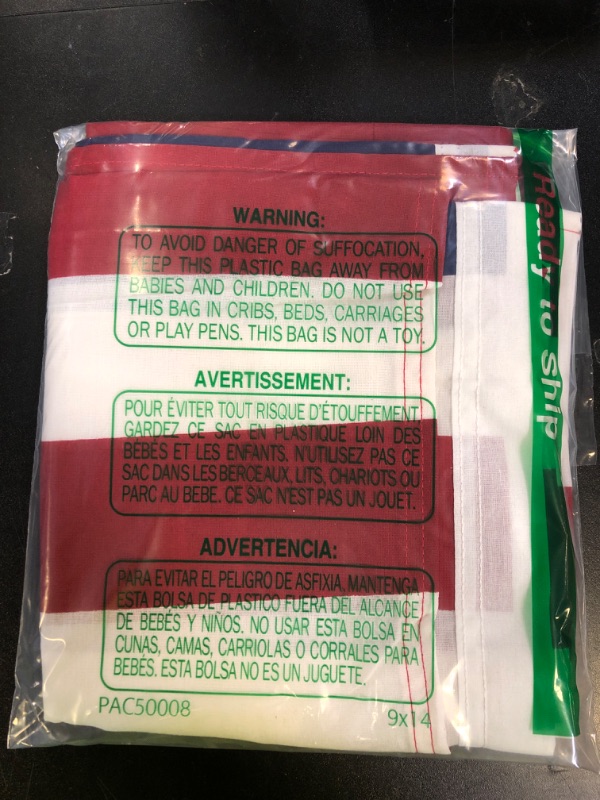 WARNING:
TO AVOID DANGER OF SUFFOCATION,
KEEP THIS PLASTIC BAG AWAY FROM
BABIES AND CHILDREN. DO NOT USE
THIS BAG IN CRIBS, BEDS, CARRIAGES
OR PLAY PENS. THIS BAG IS NOT A TOY.
AVERTISSEMENT:
POUR ÉVITER TOUT RISQUE D'ÉTOUFFEMENT
GARDEZ CE SAC EN PLASTIQUE LOIN DES
BÉBÉS ET LES ENFANTS. N'UTILISEZ PAS CE
SAC DANS LES BERCEAUX, LITS, CHARIOTS OU
PARC AU BEBE. CE SAC N'EST PAS UN JOUET.
ADVERTENCIA:
PARA EVITAR EL PELIGRO DE ASFIXIA, MANTENGA
ESTA BOLSA DE PLASTICO FUERA DEL ALCANCE
DE BEBÉS Y NIÑOS. NO USAR ESTA BOLSA EN
CUNAS, CAMAS, CARRIOLAS O CORRALES PARA
BEBÉS. ESTA BOLSA NO ES UN JUGUETE.
PAC50008
9x14
Ready to ship